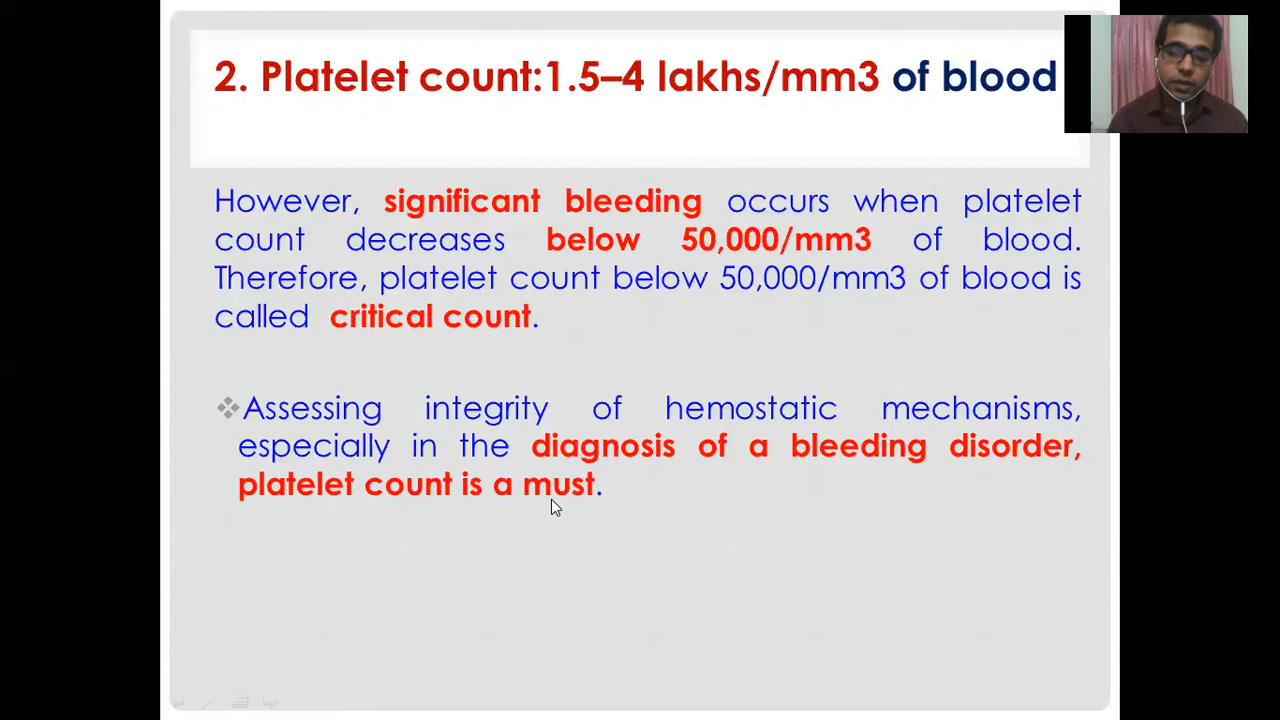 2. Platelet count:1.5–4 lakhs/mm3 of blood
However, significant bleeding occurs when platelet
count decreases below 50,000/mm3 of blood.
Therefore, platelet count below 50,000/mm3 of blood is
called critical count.
Assessing integrity of hemostatic mechanisms,
especially in the diagnosis of a bleeding disorder,
platelet count is a must.